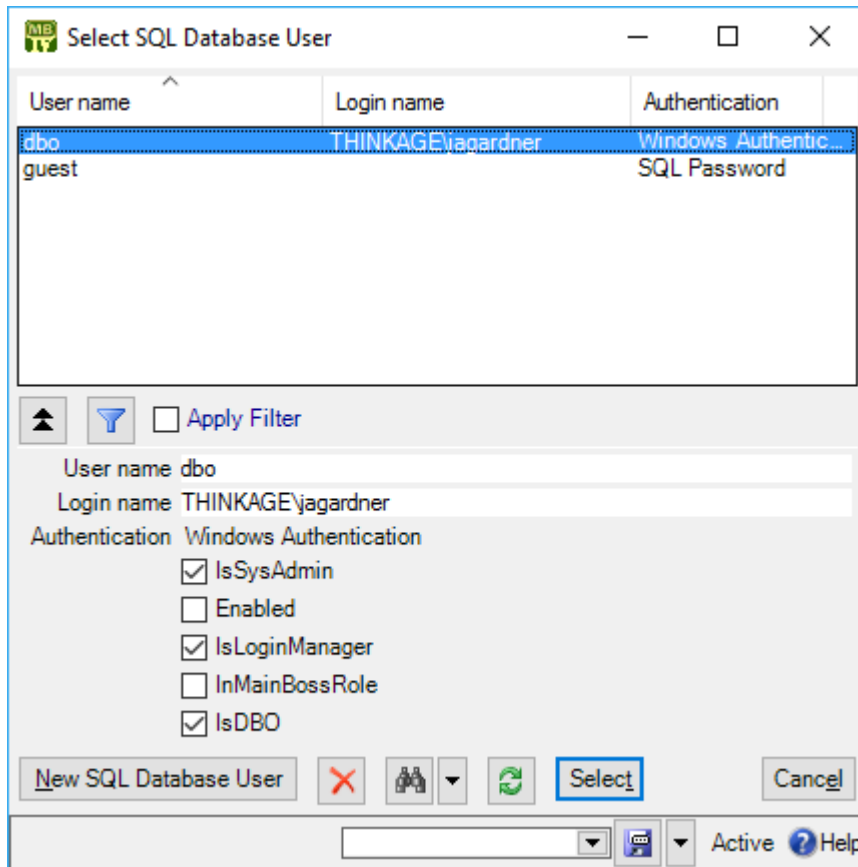 MB
Select SQL Database User
User name Login name Authentication
dbo THINKAGE\jagardner Windows Authentic...
guest SQL Password
Apply Filter
User name dbo
Login name THINKAGE\jagardner
Authentication Windows Authentication
IsSysAdmin
Enabled
IsLoginManager
InMainBossRole
IsDBO
New SQL Database User Select Cancel
Active Help